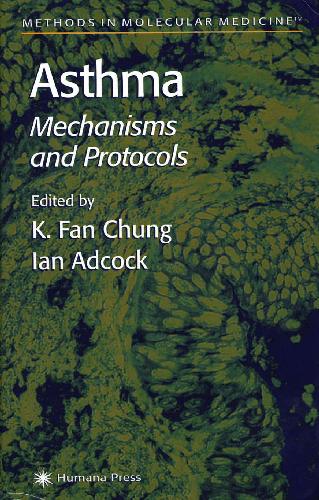 METHODS IN MOLECULAR MEDICINE™
Asthma
Mechanisms
and Protocols
Edited by
K. Fan Chung
Ian Adcock
Humana Press